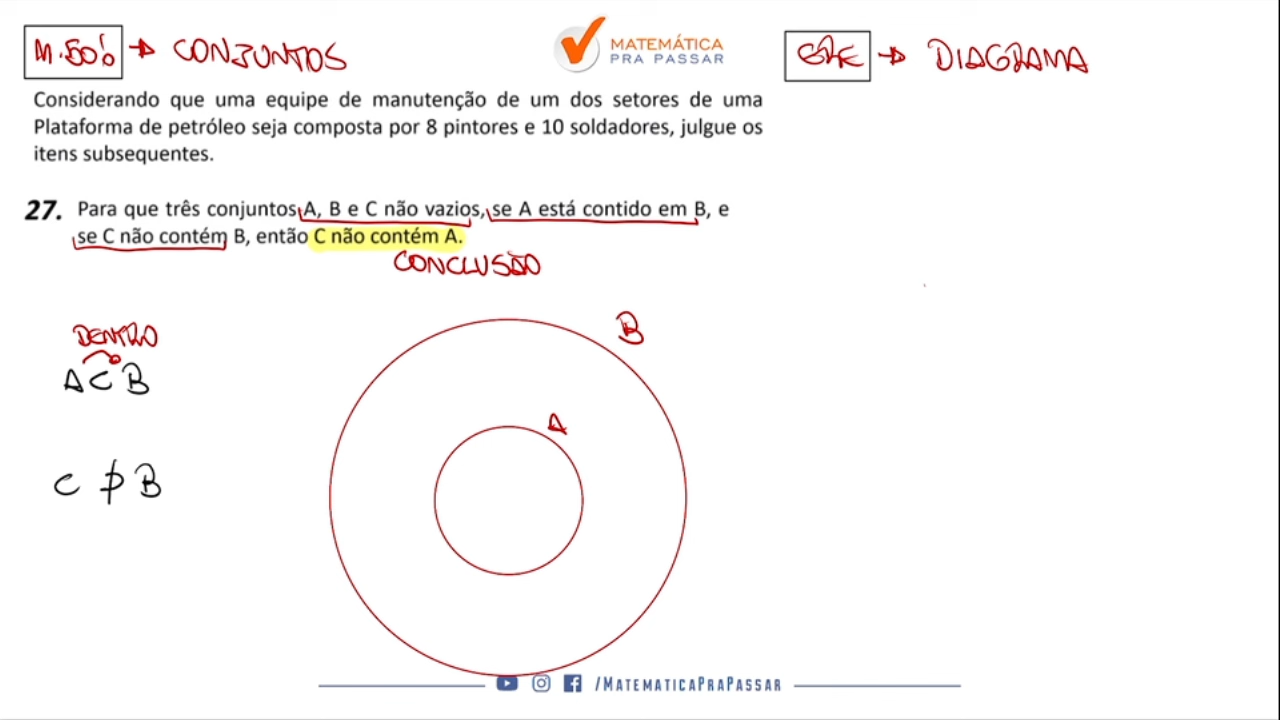 M.50% → CONJUNTOS
MATEMÁTICA
PRA PASSAR
→ DIAGRAMA
Considerando que uma equipe de manutenção de um dos setores de uma
Plataforma de petróleo seja composta por 8 pintores e 10 soldadores, julgue os
itens subsequentes.
27. Para que três conjuntos A, B e C não vazios, se A está contido em B, e
se C não contém B, então C não contém A.
CONCLUSÃO
DENTRO
B
A ⊂ B
A
C ⊅ B
/MATEMATICAPRAPASSAR